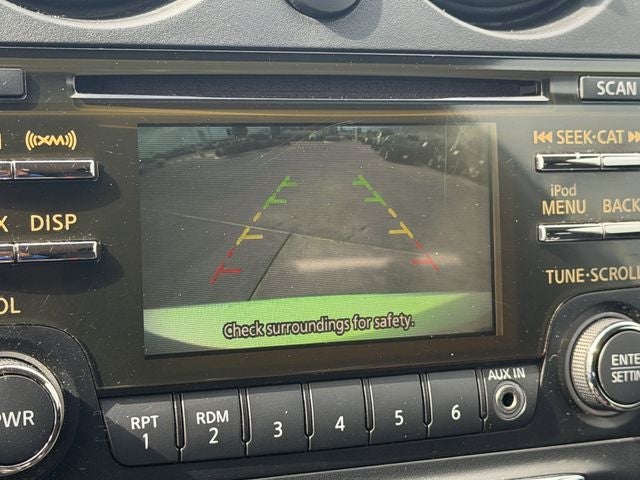 SCAN
XM
SEEK·CAT
iPod
MENU
BACK
DISP
TUNE·SCROLL
Check surroundings for safety.
PWR
RPT
1
RDM
2
3
4
5
6
AUX IN
ENTER